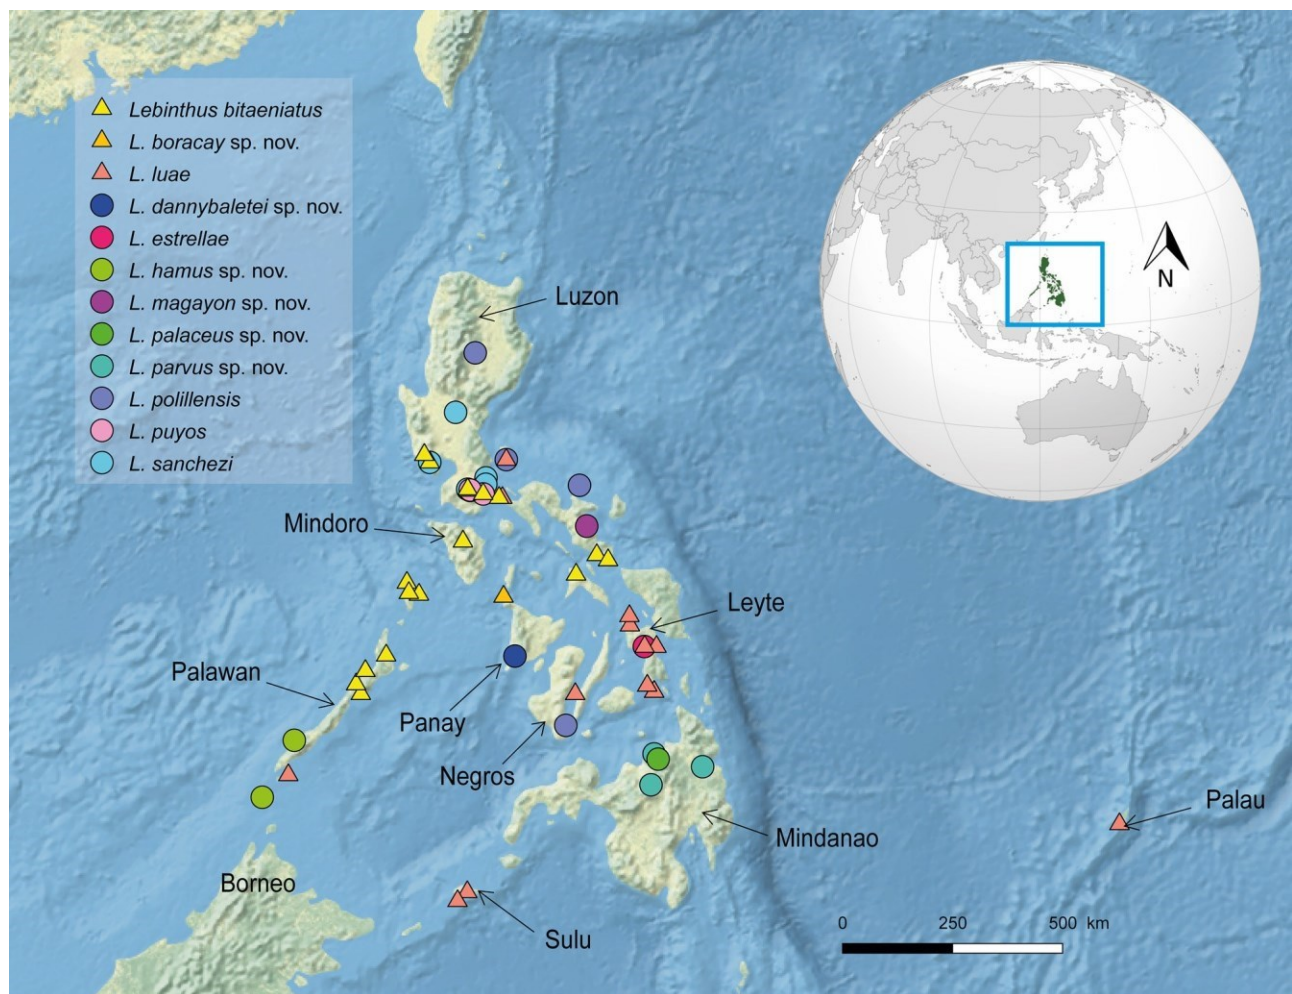 Lebinthus bitaeniatus
L. boracay sp. nov.
L. luae
L. dannybaletei sp. nov.
L. estrellae
L. hamus sp. nov.
L. magayon sp. nov.
L. palaceus sp. nov.
L. parvus sp. nov.
L. polillensis
L. puyos
L. sanchezi
N
Luzon
Mindoro
Leyte
Palawan
Panay
Negros
Palau
Mindanao
Borneo
Sulu
0 250 500 km